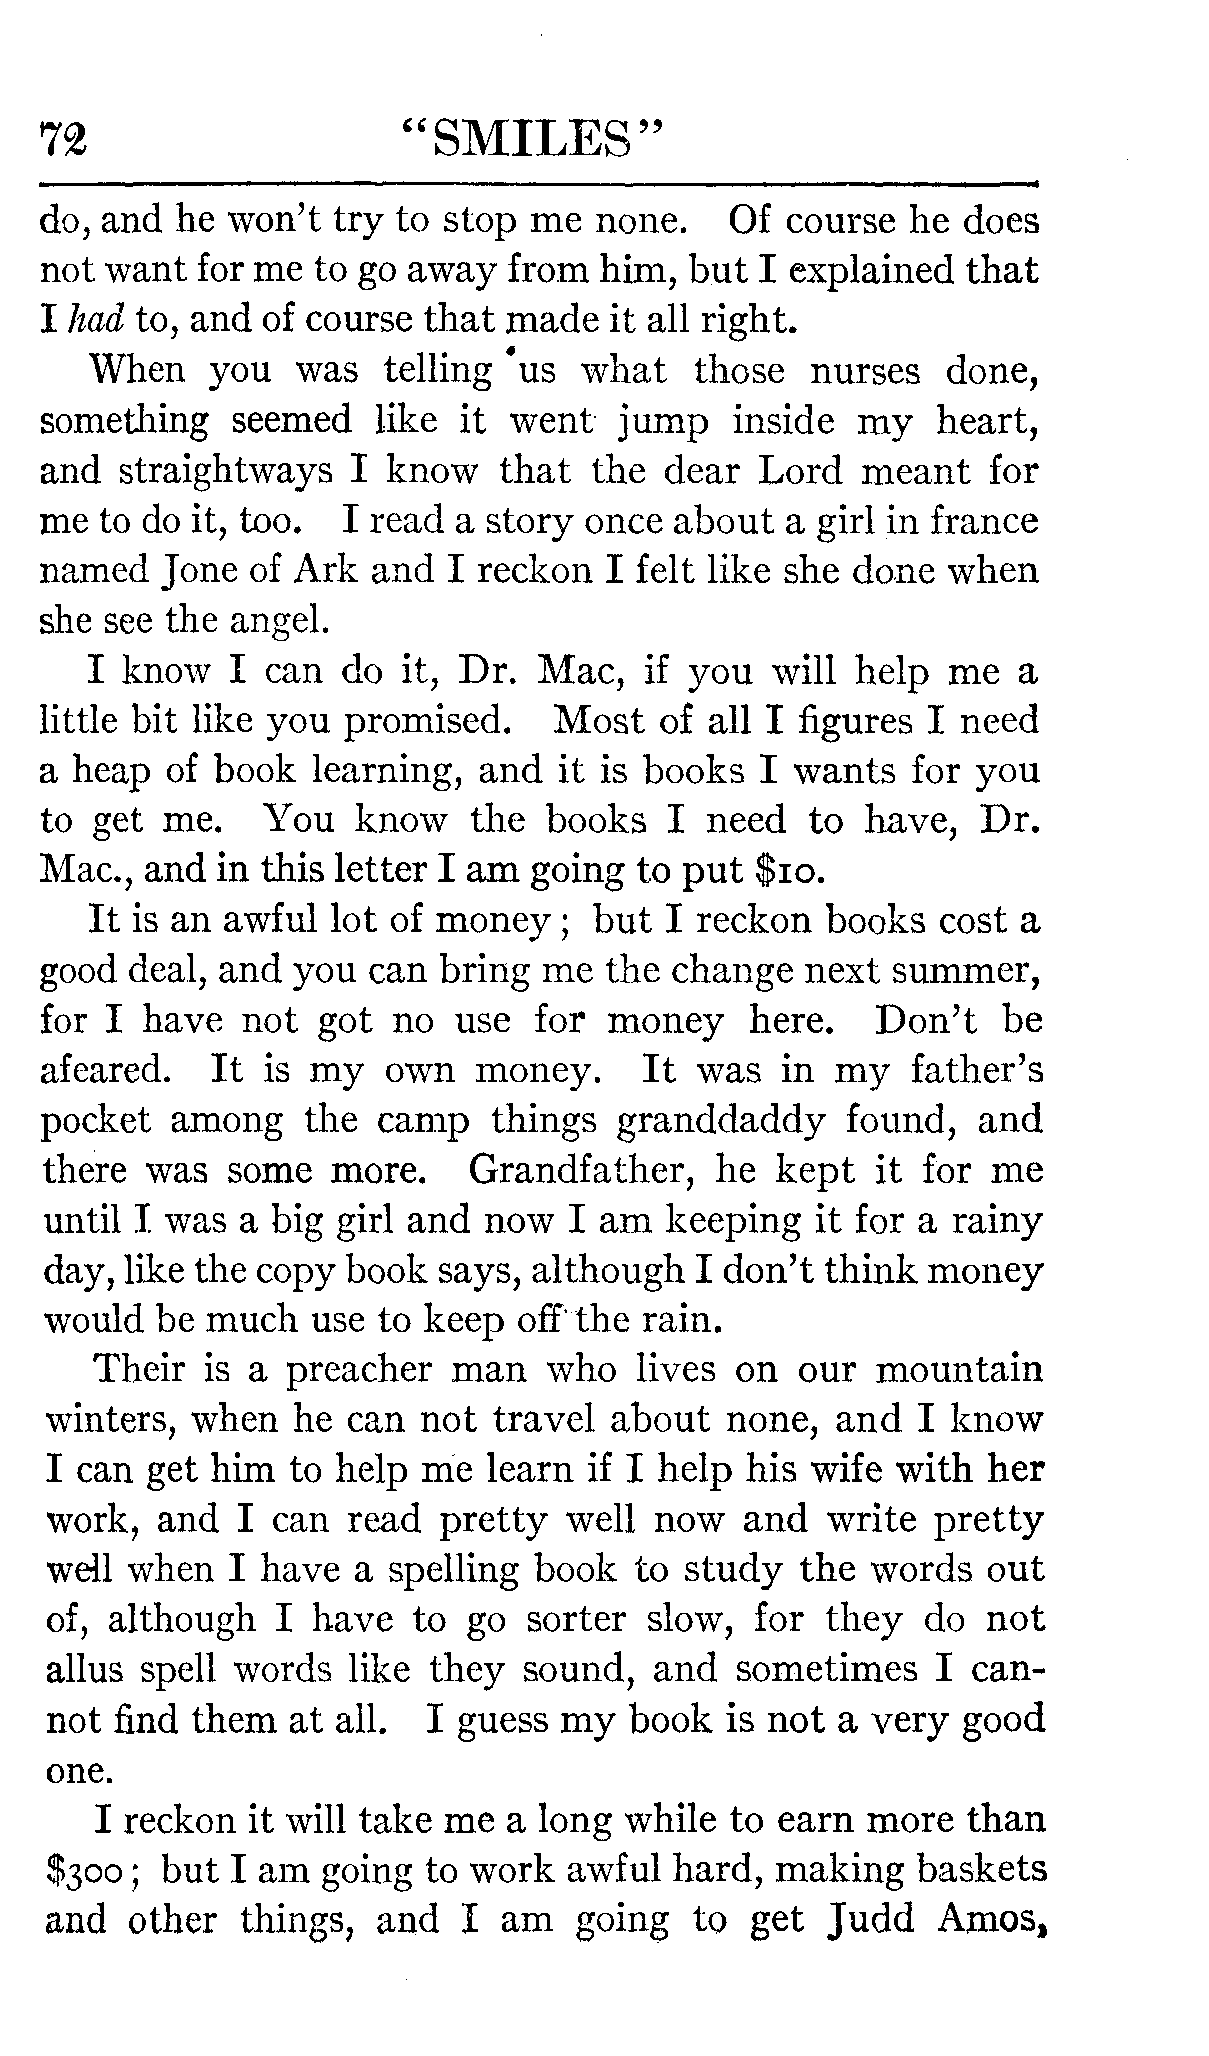 72 "SMILES"
do, and he won't try to stop me none. Of course he does
not want for me to go away from him, but I explained that
I had to, and of course that made it all right.
When you was telling us what those nurses done,
something seemed like it went jump inside my heart,
and straightways I know that the dear Lord meant for
me to do it, too. I read a story once about a girl in france
named Jone of Ark and I reckon I felt like she done when
she see the angel.
I know I can do it, Dr. Mac, if you will help me a
little bit like you promised. Most of all I figures I need
a heap of book learning, and it is books I wants for you
to get me. You know the books I need to have, Dr.
Mac., and in this letter I am going to put $10.
It is an awful lot of money; but I reckon books cost a
good deal, and you can bring me the change next summer,
for I have not got no use for money here. Don't be
afeared. It is my own money. It was in my father's
pocket among the camp things granddaddy found, and
there was some more. Grandfather, he kept it for me
until I was a big girl and now I am keeping it for a rainy
day, like the copy book says, although I don't think money
would be much use to keep off the rain.
Their is a preacher man who lives on our mountain
winters, when he can not travel about none, and I know
I can get him to help me learn if I help his wife with her
work, and I can read pretty well now and write pretty
well when I have a spelling book to study the words out
of, although I have to go sorter slow, for they do not
allus spell words like they sound, and sometimes I can-
not find them at all. I guess my book is not a very good
one.
I reckon it will take me a long while to earn more than
$300; but I am going to work awful hard, making baskets
and other things, and I am going to get Judd Amos,